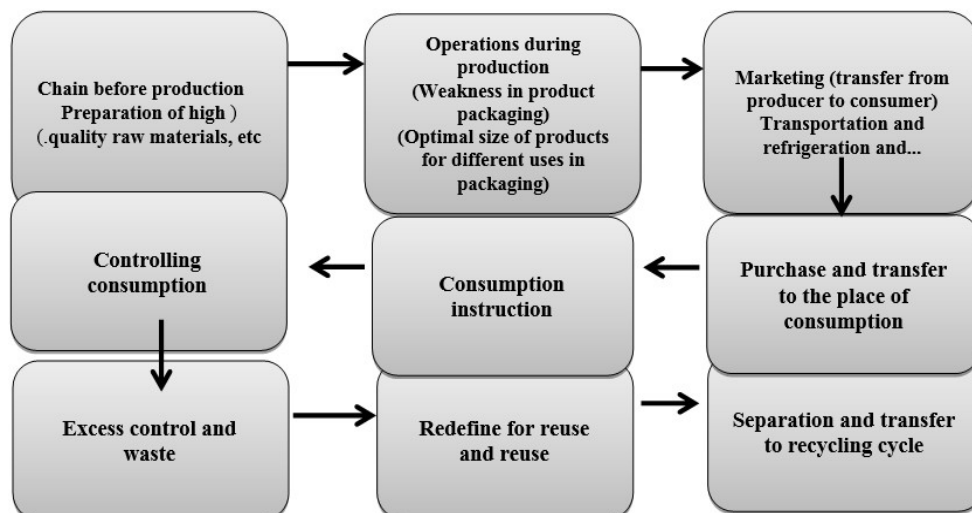 Chain before production
Preparation of high )
(.quality raw materials, etc
Operations during
production
(Weakness in product
packaging)
(Optimal size of products
for different uses in
packaging)
Marketing (transfer from
producer to consumer)
Transportation and
refrigeration and...
Purchase and transfer
to the place of
consumption
Consumption
instruction
Controlling
consumption
Excess control and
waste
Redefine for reuse
and reuse
Separation and transfer
to recycling cycle